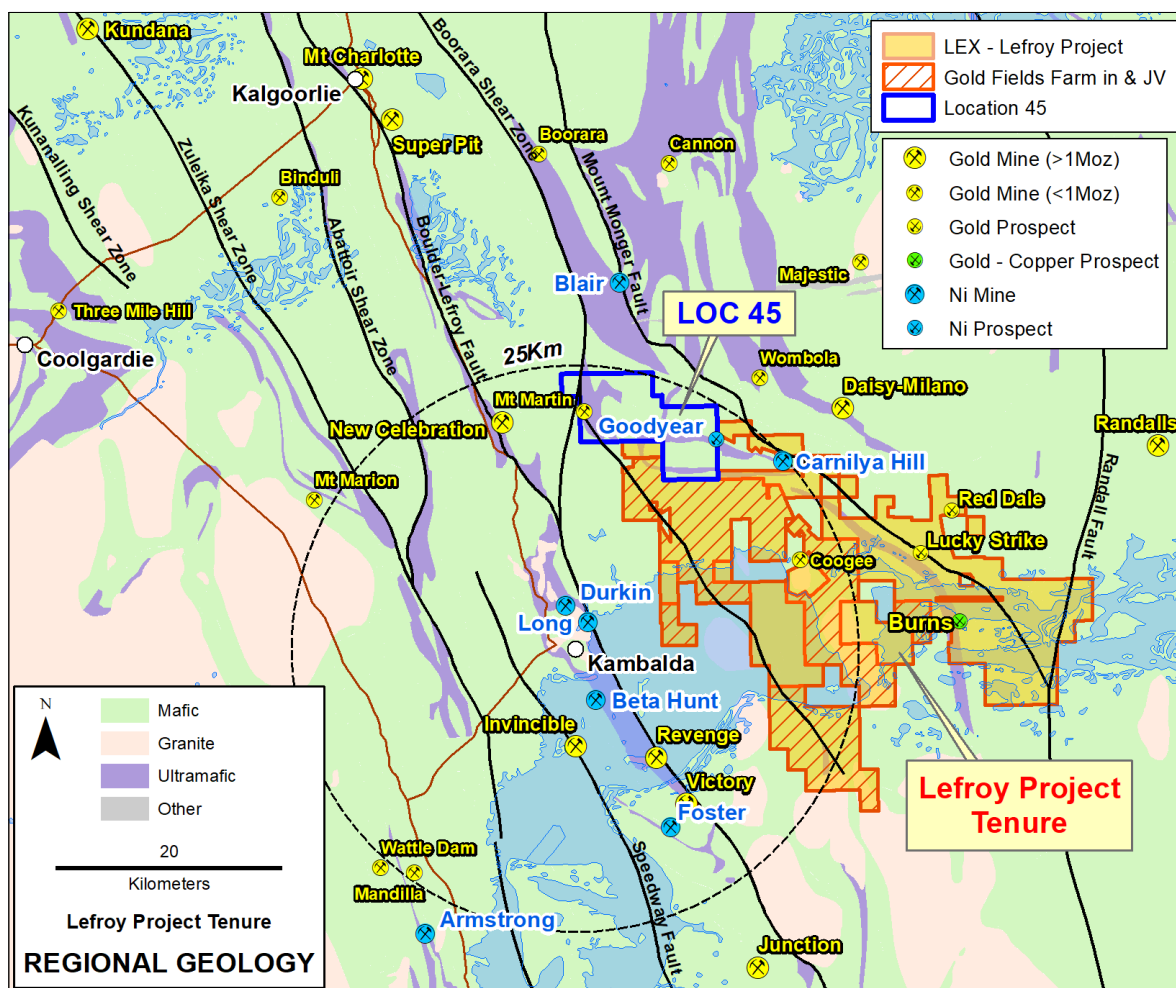 Kundana
Mt Charlotte
Kalgoorlie
Super Pit
Boorara Shear Zone
Boorara
Cannon
Kunanalling Shear Zone
Zuleika Shear Zone
Binduli
Abattoir Shear Zone
Boulder-Lefroy Fault
Mount Monger Fault
Majestic
Blair
LOC 45
Three Mile Hill
Coolgardie
25Km
Wombola
Daisy-Milano
Mt Martin
New Celebration
Goodyear
Randalls
Carnilya Hill
Mt Marion
Red Dale
Randall Fault
Lucky Strike
Coogee
Durkin
Long
Burns
Kambalda
Beta Hunt
Invincible
Revenge
Victory
Foster
Lefroy Project
Tenure
Speedway Fault
Wattle Dam
Mandilla
Armstrong
Junction
LEX - Lefroy Project
Gold Fields Farm in & JV
Location 45
Gold Mine (>1Moz)
Gold Mine (<1Moz)
Gold Prospect
Gold - Copper Prospect
Ni Mine
Ni Prospect
N
Mafic
Granite
Ultramafic
Other
20
Kilometers
Lefroy Project Tenure
REGIONAL GEOLOGY